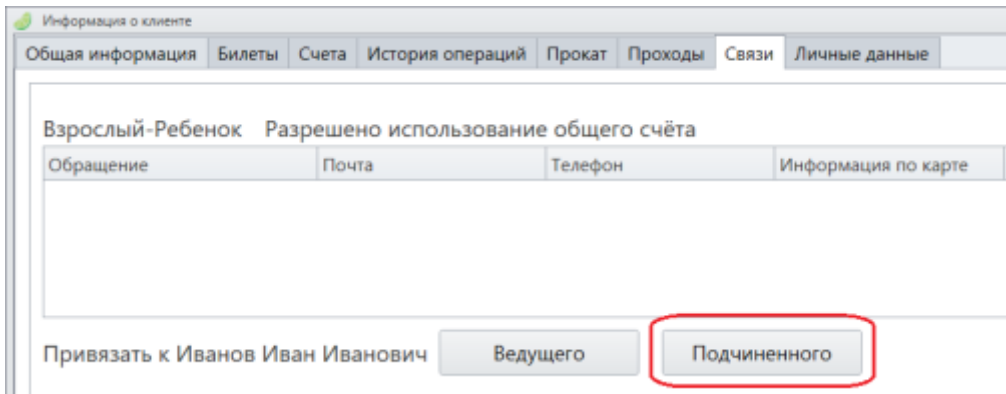 Информация о клиенте
Общая информация Билеты Счета История операций Прокат Проходы Связи Личные данные
Взрослый-Ребенок Разрешено использование общего счёта
Обращение Почта Телефон Информация по карте
Привязать к Иванов Иван Иванович Ведущего Подчиненного